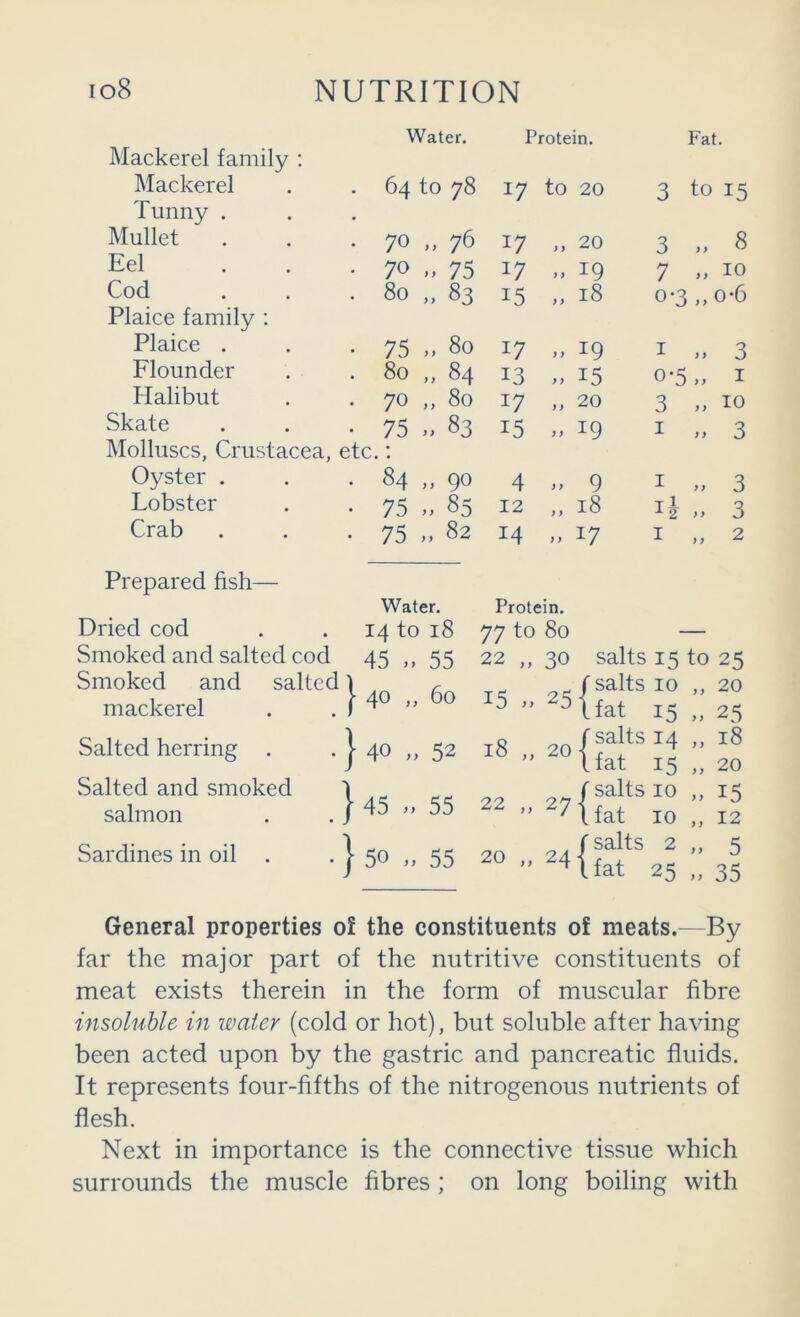 108 NUTRITION
Water. Protein. Fat.
Mackerel family :
Mackerel . . 64 to 78 17 to 20 3 to 15
Tunny . . .
Mullet . . . 70 „ 76 17 „ 20 3 „ 8
Eel . . . 70 „ 75 17 „ 19 7 „ 10
Cod . . . 80 „ 83 15 „ 18 0·3 „ 0·6
Plaice family :
Plaice . . . 75 „ 80 17 „ 19 1 „ 3
Flounder . . 80 „ 84 13 „ 15 0·5 „ 1
Halibut . . 70 „ 80 17 „ 20 3 „ 10
Skate . . . 75 „ 83 15 „ 19 1 „ 3
Molluscs, Crustacea, etc. :
Oyster . . . 84 „ 90 4 „ 9 1 „ 3
Lobster . . 75 „ 85 12 „ 18 1½ „ 3
Crab . . . 75 „ 82 14 „ 17 1 „ 2
Prepared fish—
Water. Protein.
Dried cod . . 14 to 18 77 to 80 —
Smoked and salted cod 45 „ 55 22 „ 30 salts 15 to 25
Smoked and salted mackerel . . } 40 „ 60 15 „ 25 { salts 10 „ 20
fat 15 „ 25
Salted herring . . } 40 „ 52 18 „ 20 { salts 14 „ 18
fat 15 „ 20
Salted and smoked salmon . . } 45 „ 55 22 „ 27 { salts 10 „ 15
fat 10 „ 12
Sardines in oil . . } 50 „ 55 20 „ 24 { salts 2 „ 5
fat 25 „ 35
General properties of the constituents of meats.—By
far the major part of the nutritive constituents of
meat exists therein in the form of muscular fibre
insoluble in water (cold or hot), but soluble after having
been acted upon by the gastric and pancreatic fluids.
It represents four-fifths of the nitrogenous nutrients of
flesh.
Next in importance is the connective tissue which
surrounds the muscle fibres ; on long boiling with